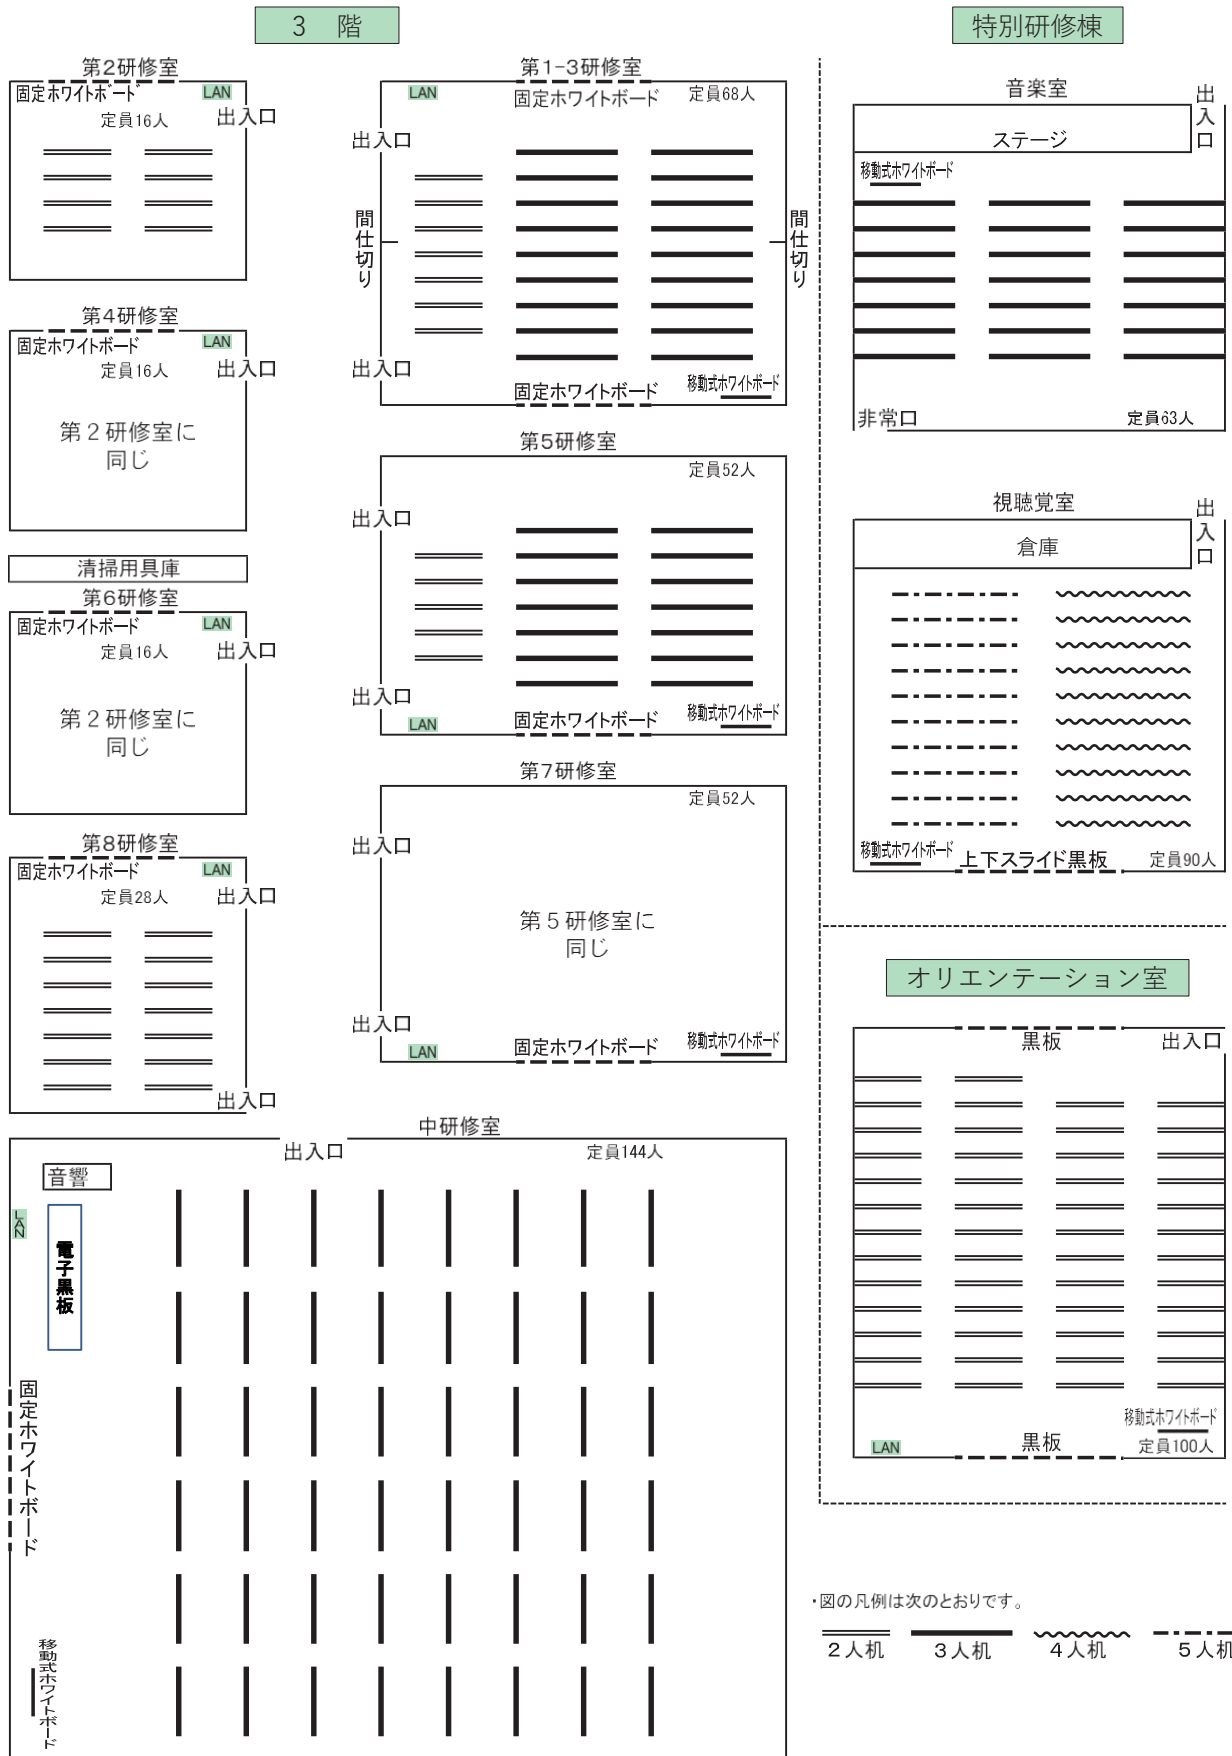 3 階
第2研修室
固定ホワイトボード
LAN
定員16人
出入口
第4研修室
固定ホワイトボード
LAN
定員16人
出入口
第2研修室に
同じ
清掃用具庫
第6研修室
固定ホワイトボード
LAN
定員16人
出入口
第2研修室に
同じ
第8研修室
固定ホワイトボード
LAN
定員28人
出入口
出入口
第1-3研修室
LAN
固定ホワイトボード
定員68人
出入口
間仕切り
間仕切り
出入口
固定ホワイトボード
移動式ホワイトボード
第5研修室
定員52人
出入口
出入口
LAN
固定ホワイトボード
移動式ホワイトボード
第7研修室
定員52人
出入口
第5研修室に
同じ
出入口
LAN
固定ホワイトボード
移動式ホワイトボード
中研修室
出入口
定員144人
音響
LAN
電子黒板
固定ホワイトボード
移動式ホワイトボード
特別研修棟
音楽室
出入口
ステージ
移動式ホワイトボード
非常口
定員63人
視聴覚室
出入口
倉庫
移動式ホワイトボード
上下スライド黒板
定員90人
オリエンテーション室
黒板
出入口
移動式ホワイトボード
LAN
黒板
定員100人
・図の凡例は次のとおりです。
2人机
3人机
4人机
5人机